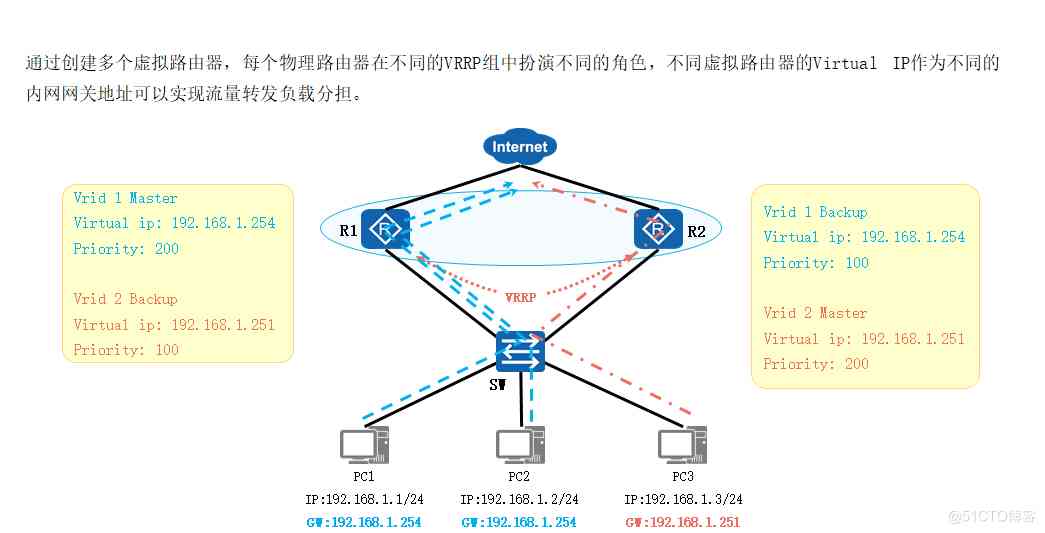 通过创建多个虚拟路由器，每个物理路由器在不同的VRRP组中扮演不同的角色，不同虚拟路由器的Virtual IP作为不同的
内网网关地址可以实现流量转发负载分担。
Internet
Vrid 1 Master
Virtual ip: 192.168.1.254
Priority: 200
Vrid 2 Backup
Virtual ip: 192.168.1.251
Priority: 100
R1
R
R
R2
Vrid 1 Backup
Virtual ip: 192.168.1.254
Priority: 100
Vrid 2 Master
Virtual ip: 192.168.1.251
Priority: 200
VRRP
SW
PC1
IP:192.168.1.1/24
GW:192.168.1.254
PC2
IP:192.168.1.2/24
GW:192.168.1.254
PC3
IP:192.168.1.3/24
GW:192.168.1.251
@51CTO博客